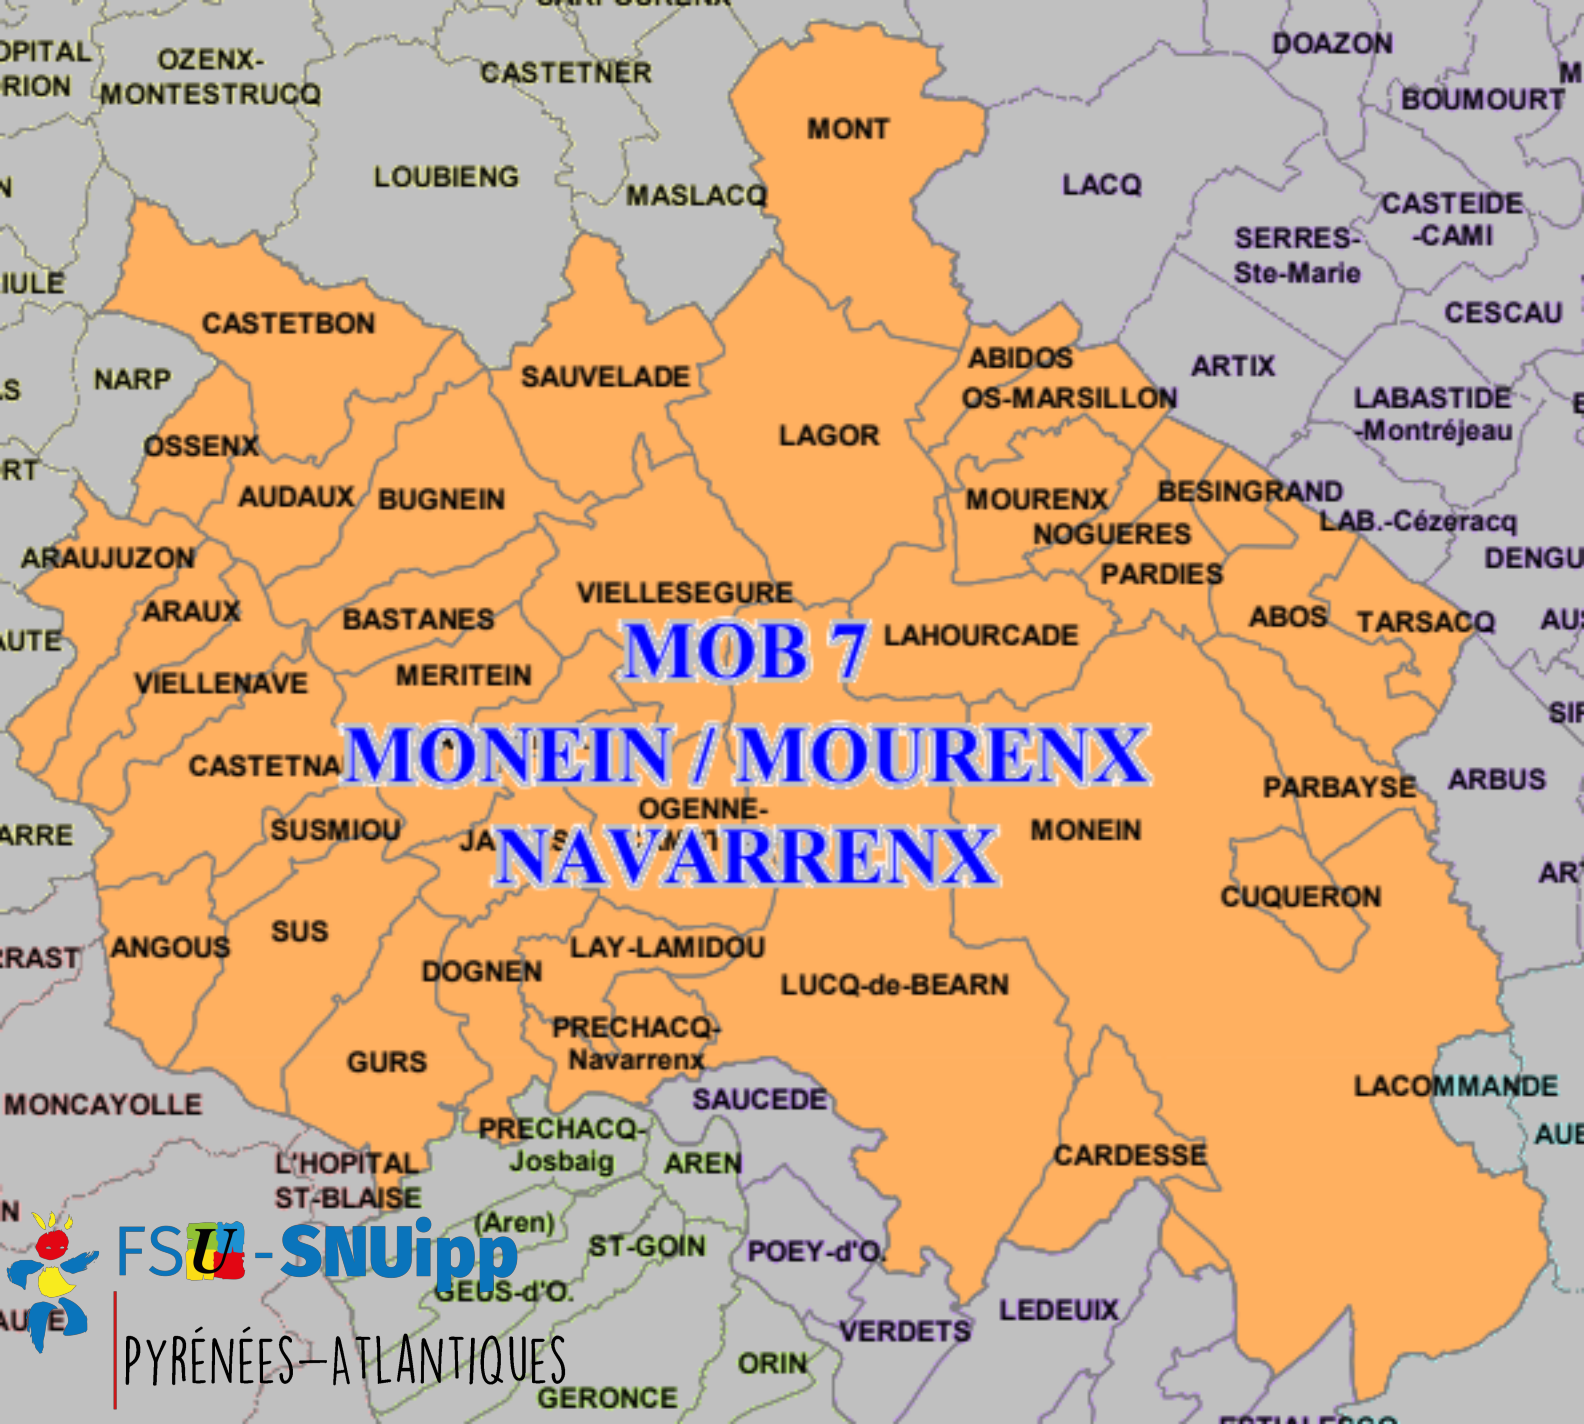 OZENX-
MONTESTRUCQ
CASTETNER
DOAZON
BOUMOURT
MONT
LOUBIENG
MASLACQ
LACQ
CASTEIDE
-CAMI
SERRES-
Ste-Marie
CESCAU
CASTETBON
NARP
SAUVELADE
ABIDOS
OS-MARSILLON
ARTIX
LABASTIDE
-Montréjeau
LAGOR
OSSENX
AUDAUX
BUGNEIN
MOURENX
BESINGRAND
NOGUERES
LAB.-Cézeracq
ARAUJUZON
PARDIES
DENGU
ARAUX
BASTANES
VIELLESEGURE
ABOS
TARSACQ
LAHOURCADE
MOB 7
VIELLENAVE
MERITEIN
CASTETNA
MONEIN / MOURENX
PARBAYSE
ARBUS
SUSMIOU
OGENNE-
MONEIN
NAVARRENX
CUQUERON
ANGOUS
SUS
DOGNEN
LAY-LAMIDOU
LUCQ-de-BEARN
PRECHACQ-
Navarrenx
GURS
LACOMMANDE
MONCAYOLLE
SAUCEDE
PRECHACQ-
Josbaig
AREN
CARDESSE
L'HOPITAL
ST-BLAISE
(Aren)
ST-GOIN
POEY-d'O.
GEUS-d'O.
LEDEUIX
VERDETS
ORIN
GERONCE
FSU-SNUipp
PYRÉNÉES-ATLANTIQUES